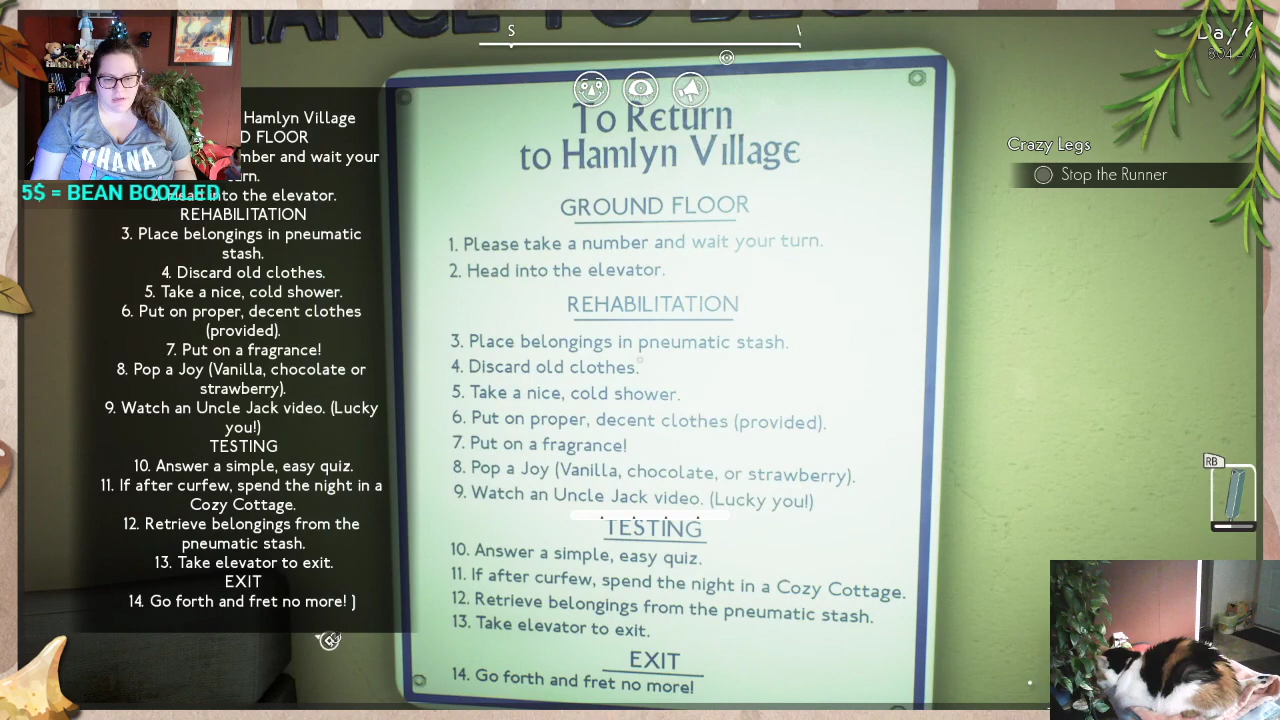 S
Day 6
To Return
to Hamlyn Village
GROUND FLOOR
1. Please take a number and wait your turn.
2. Head into the elevator.
REHABILITATION
3. Place belongings in pneumatic stash.
4. Discard old clothes.
5. Take a nice, cold shower.
6. Put on proper, decent clothes (provided).
7. Put on a fragrance!
8. Pop a Joy (Vanilla, chocolate, or strawberry).
9. Watch an Uncle Jack video. (Lucky you!)
TESTING
10. Answer a simple, easy quiz.
11. If after curfew, spend the night in a Cozy Cottage.
12. Retrieve belongings from the pneumatic stash.
13. Take elevator to exit.
EXIT
14. Go forth and fret no more!
Hamlyn Village
FLOOR
and wait your
into the elevator.
REHABILITATION
3. Place belongings in pneumatic
stash.
4. Discard old clothes.
5. Take a nice, cold shower.
6. Put on proper, decent clothes
(provided).
7. Put on a fragrance!
8. Pop a Joy (Vanilla, chocolate or
strawberry).
9. Watch an Uncle Jack video. (Lucky
you!)
TESTING
10. Answer a simple, easy quiz.
11. If after curfew, spend the night in a
Cozy Cottage.
12. Retrieve belongings from the
pneumatic stash.
13. Take elevator to exit.
EXIT
14. Go forth and fret no more! )
OHANA
5$ = BEAN BOOZLED
Crazy Legs
Stop the Runner
RB